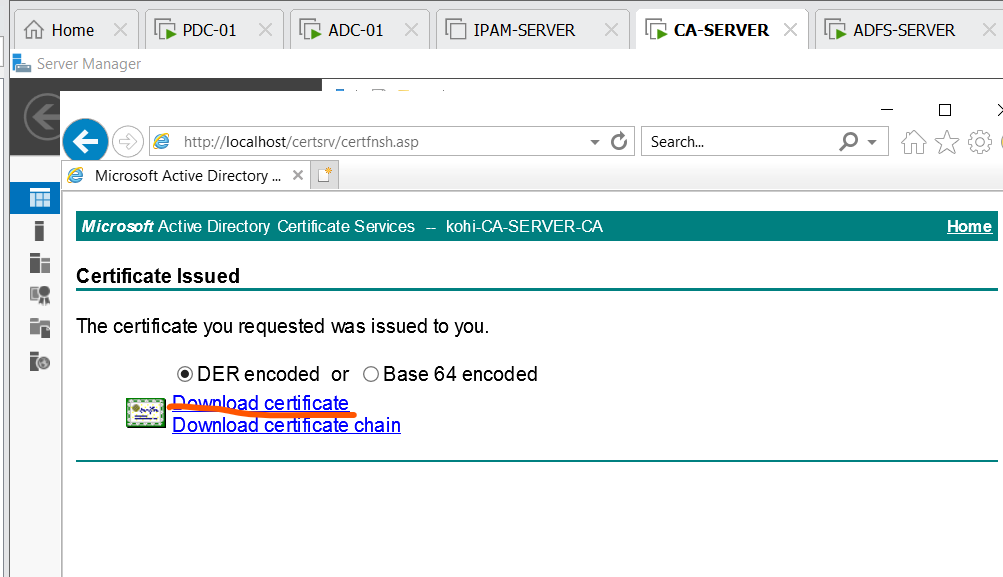 Home
PDC-01
ADC-01
IPAM-SERVER
CA-SERVER
ADFS-SERVER
Server Manager
http://localhost/certsrv/certfnsh.asp
Search...
Microsoft Active Directory ...
Microsoft Active Directory Certificate Services -- kohi-CA-SERVER-CA
Home
Certificate Issued
The certificate you requested was issued to you.
DER encoded or Base 64 encoded
Download certificate
Download certificate chain